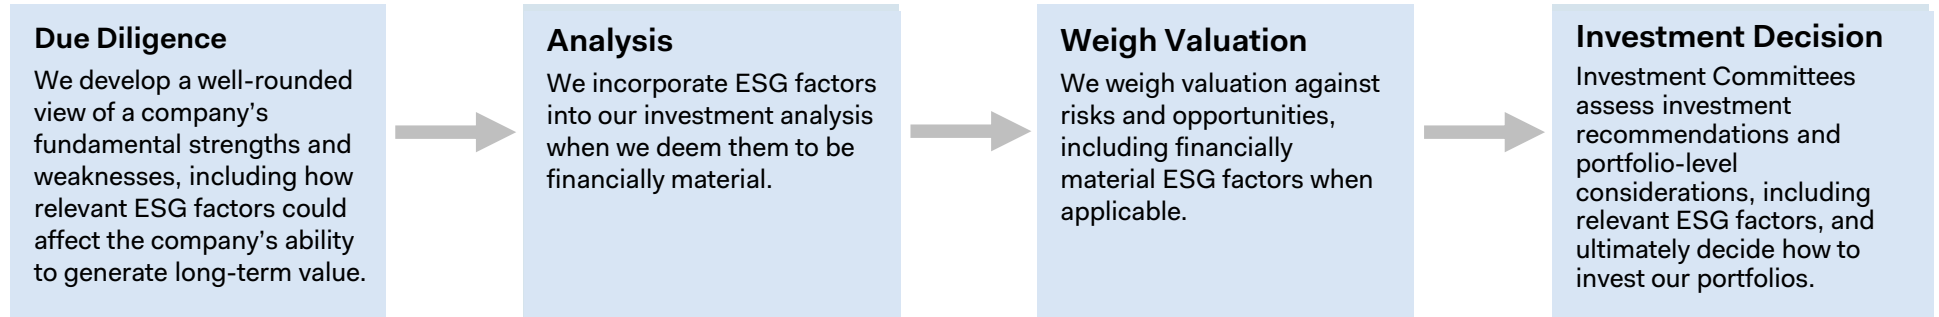 Due Diligence
We develop a well-rounded
view of a company’s
fundamental strengths and
weaknesses, including how
relevant ESG factors could
affect the company’s ability
to generate long-term value.
Analysis
We incorporate ESG factors
into our investment analysis
when we deem them to be
financially material.
Weigh Valuation
We weigh valuation against
risks and opportunities,
including financially
material ESG factors when
applicable.
Investment Decision
Investment Committees
assess investment
recommendations and
portfolio-level
considerations, including
relevant ESG factors, and
ultimately decide how to
invest our portfolios.